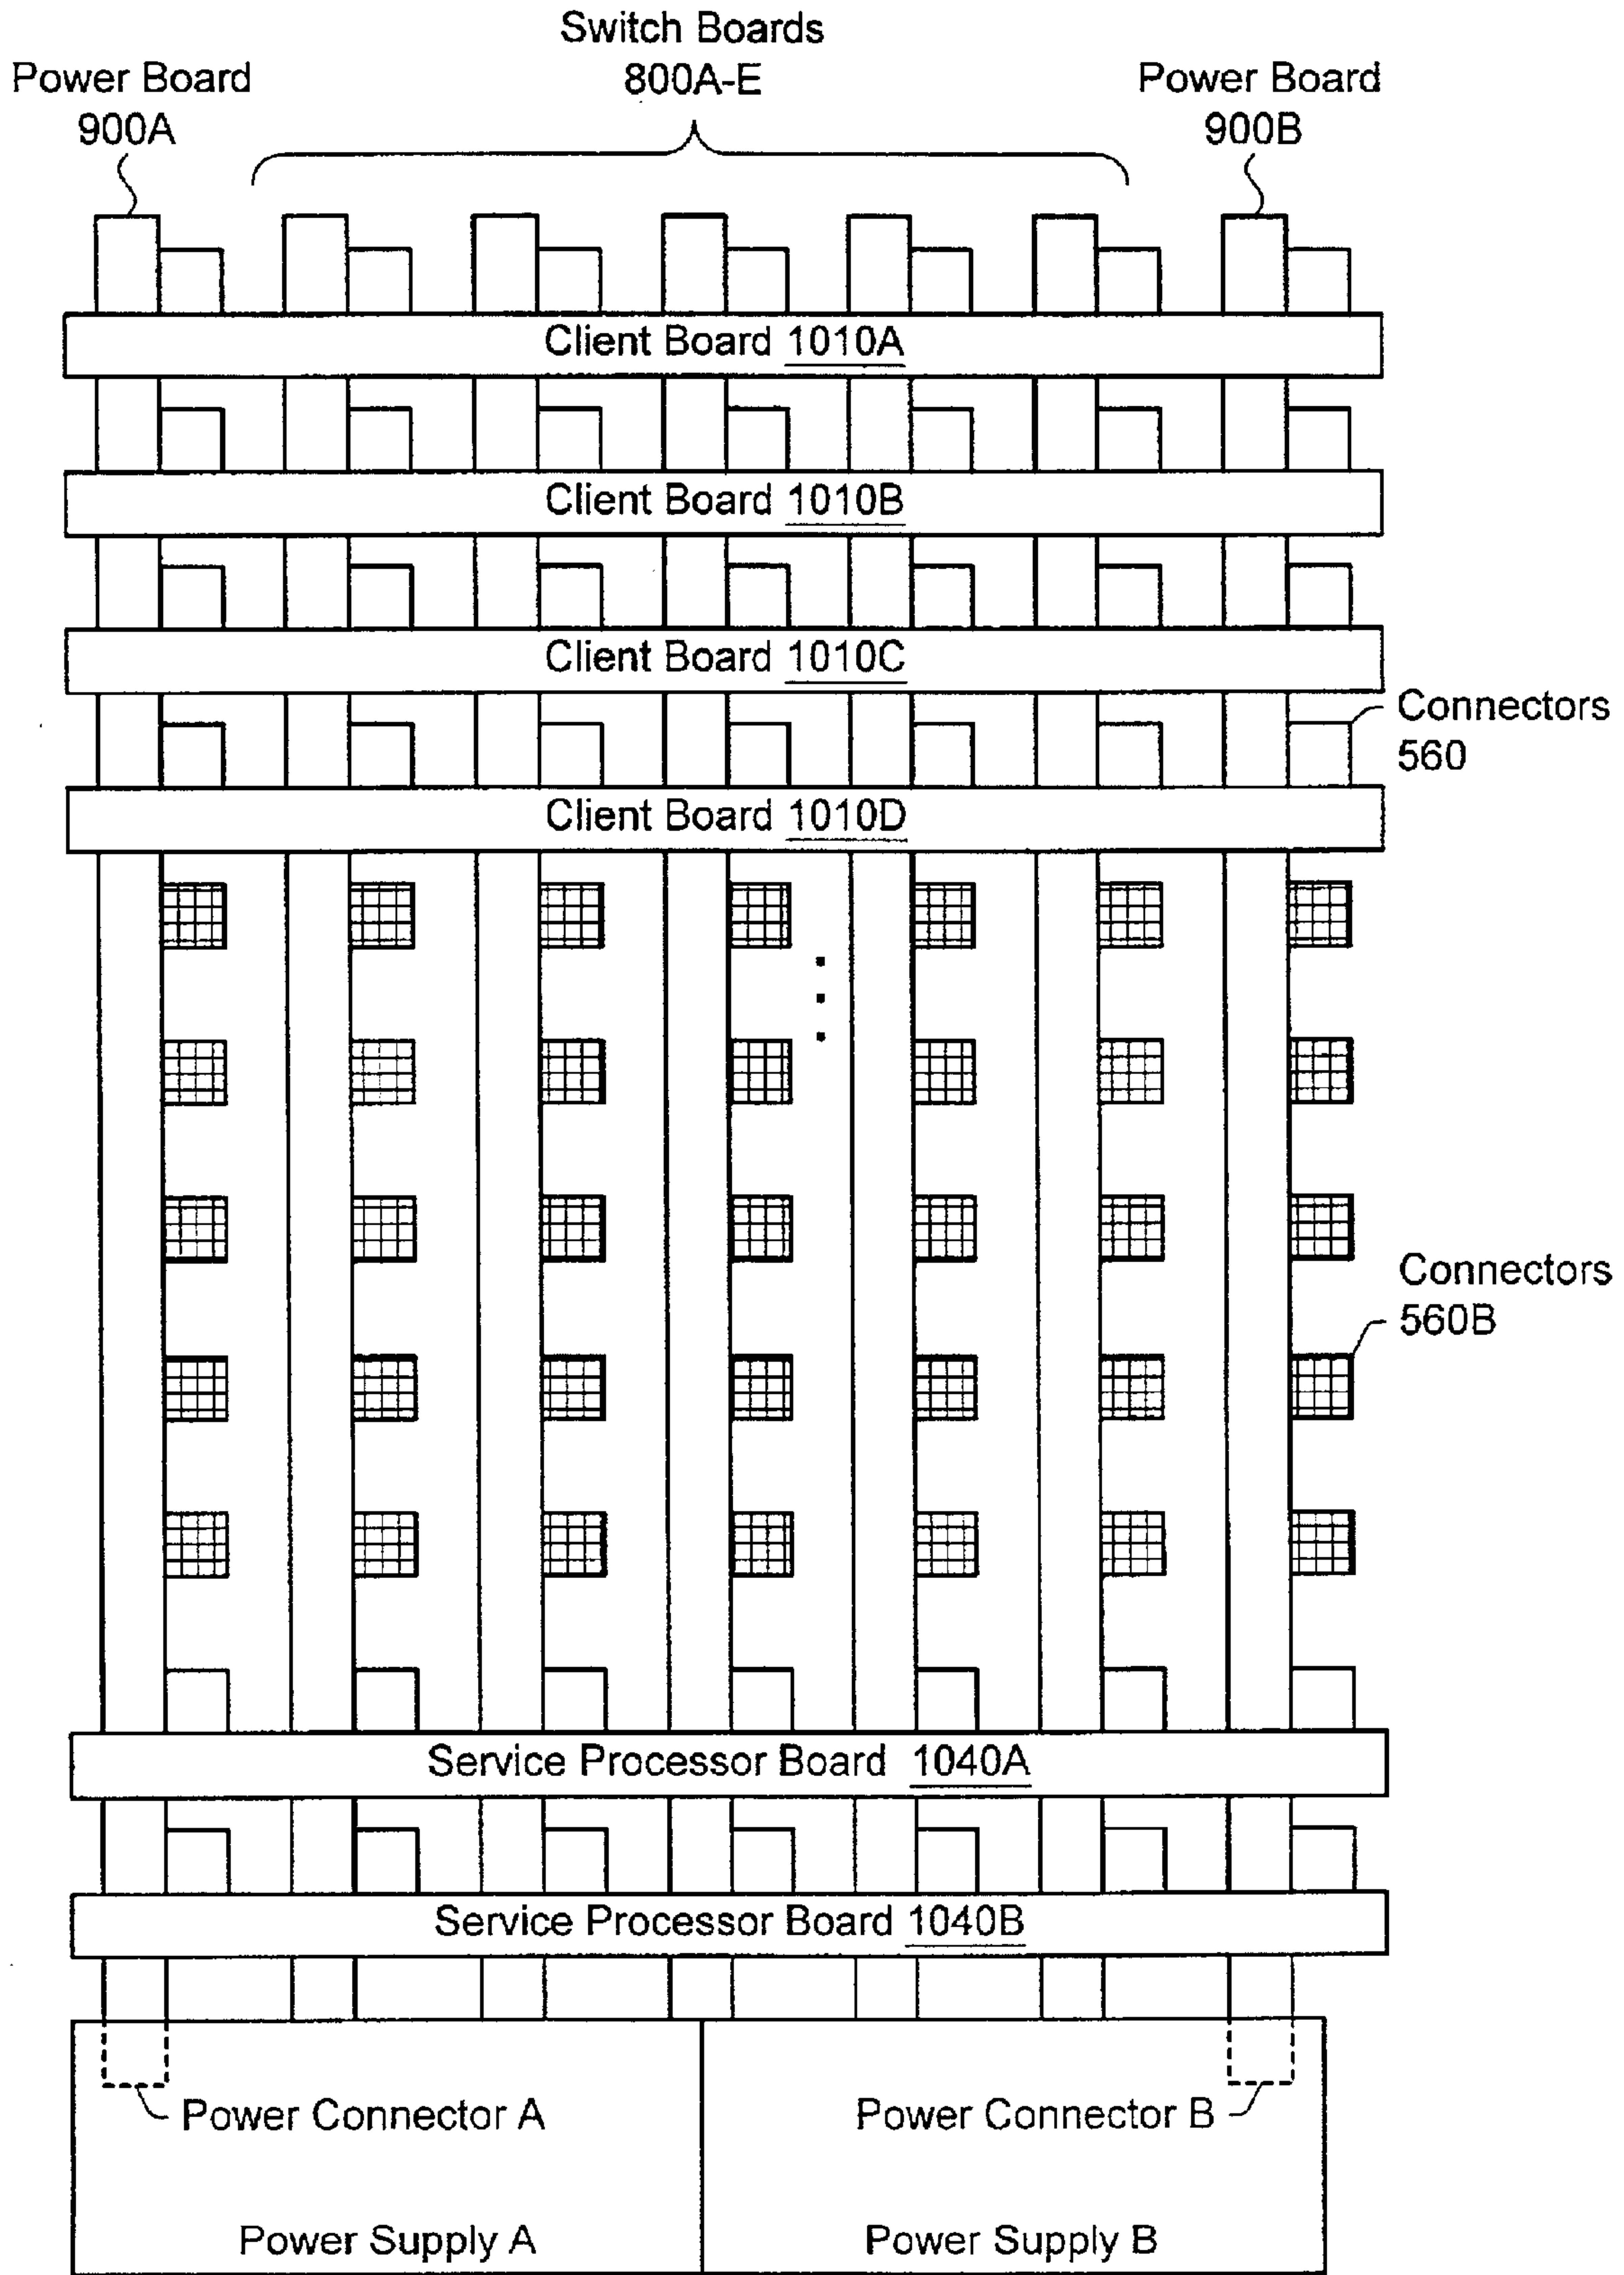 Switch Boards
800A-E
Power Board
900A
Power Board
900B
Client Board 1010A
Client Board 1010B
Client Board 1010C
Connectors
560
Client Board 1010D
Connectors
560B
Service Processor Board 1040A
Service Processor Board 1040B
Power Connector A
Power Connector B
Power Supply A
Power Supply B